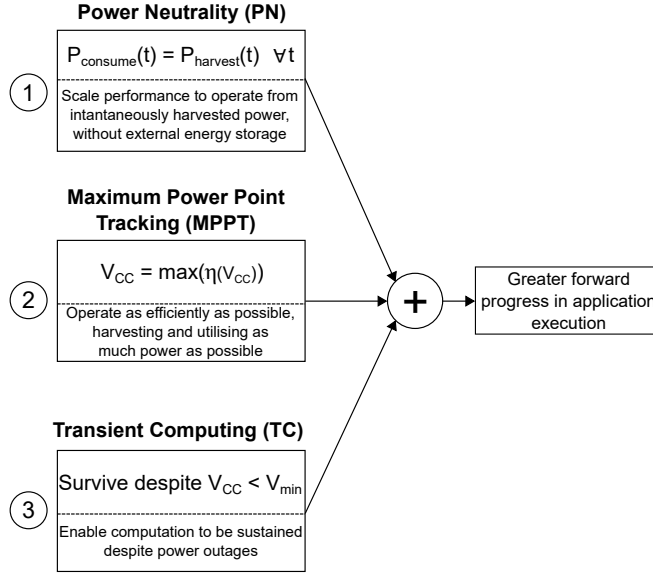 Power Neutrality (PN)
P_consume(t) = P_harvest(t) ∀t
1
Scale performance to operate from
intantaneously harvested power,
without external energy storage
Maximum Power Point
Tracking (MPPT)
V_CC = max(η(V_CC))
2
Operate as efficiently as possible,
harvesting and utilising as
much power as possible
+
Greater forward
progress in application
execution
Transient Computing (TC)
Survive despite V_CC < V_min
3
Enable computation to be sustained
despite power outages